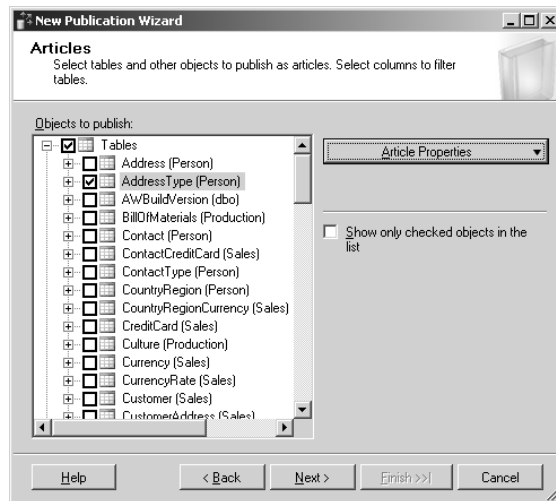 New Publication Wizard
Articles
Select tables and other objects to publish as articles. Select columns to filter
tables.
Objects to publish:
Tables
Address (Person)
AddressType (Person)
AWBuildVersion (dbo)
BillOfMaterials (Production)
Contact (Person)
ContactCreditCard (Sales)
ContactType (Person)
CountryRegion (Person)
CountryRegionCurrency (Sales)
CreditCard (Sales)
Culture (Production)
Currency (Sales)
CurrencyRate (Sales)
Customer (Sales)
CustomerAddress (Sales)
Article Properties
Show only checked objects in the
list
Help
< Back
Next >
Finish >>|
Cancel